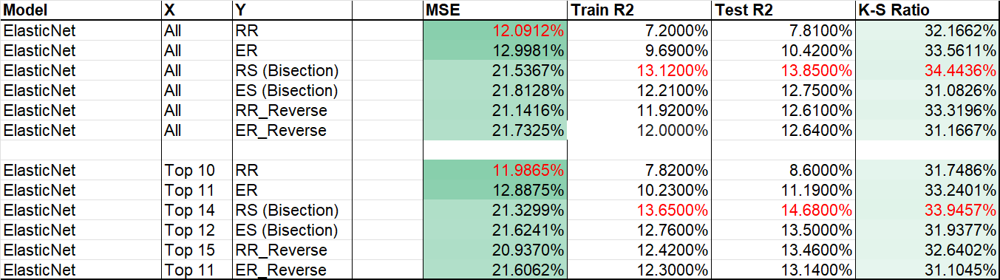 Model X Y MSE Train R2 Test R2 K-S Ratio
ElasticNet All RR 12.0912% 7.2000% 7.8100% 32.1662%
ElasticNet All ER 12.9981% 9.6900% 10.4200% 33.5611%
ElasticNet All RS (Bisection) 21.5367% 13.1200% 13.8500% 34.4436%
ElasticNet All ES (Bisection) 21.8128% 12.2100% 12.7500% 31.0826%
ElasticNet All RR_Reverse 21.1416% 11.9200% 12.6100% 33.3196%
ElasticNet All ER_Reverse 21.7325% 12.0000% 12.6400% 31.1667%
ElasticNet Top 10 RR 11.9865% 7.8200% 8.6000% 31.7486%
ElasticNet Top 11 ER 12.8875% 10.2300% 11.1900% 33.2401%
ElasticNet Top 14 RS (Bisection) 21.3299% 13.6500% 14.6800% 33.9457%
ElasticNet Top 12 ES (Bisection) 21.6241% 12.7600% 13.5000% 31.9377%
ElasticNet Top 15 RR_Reverse 20.9370% 12.4200% 13.4600% 32.6402%
ElasticNet Top 11 ER_Reverse 21.6062% 12.3000% 13.1400% 31.1045%